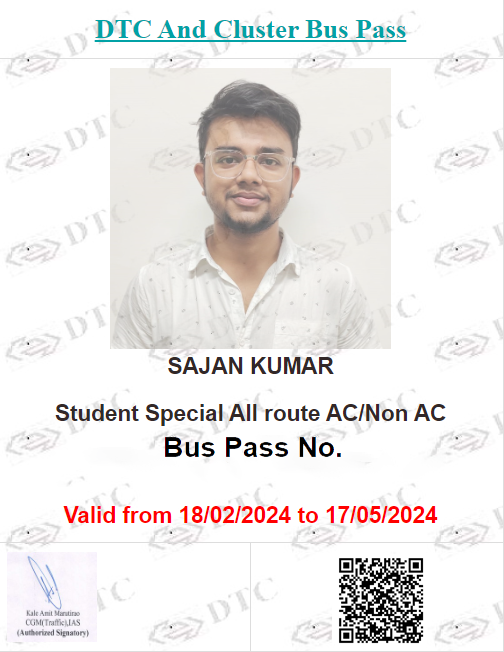 DTC And Cluster Bus Pass
SAJAN KUMAR
Student Special All route AC/Non AC
Bus Pass No.
Valid from 18/02/2024 to 17/05/2024
Kale Amit Marutirao
CGM(Traffic),IAS
(Authorized Signatory)
DTC